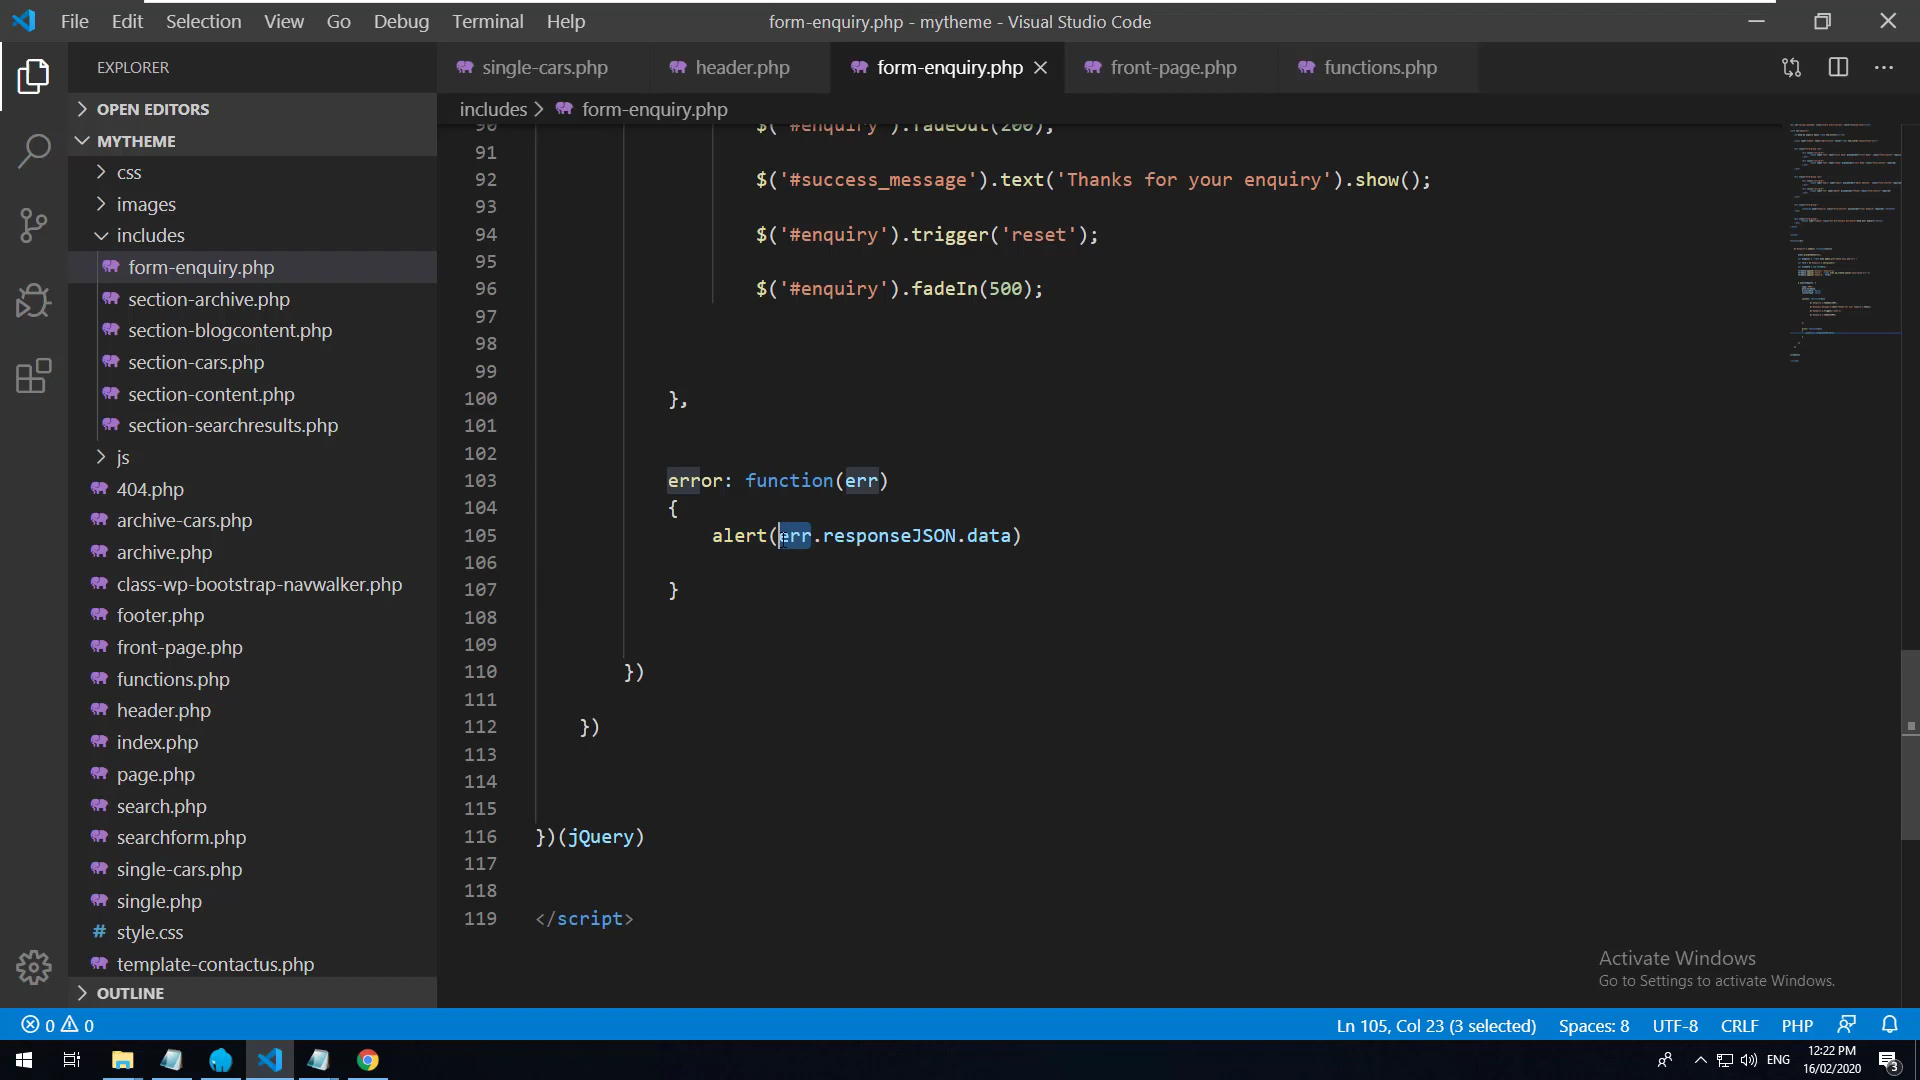 File Edit Selection View Go Debug Terminal Help
form-enquiry.php - mytheme - Visual Studio Code
EXPLORER
single-cars.php
header.php
form-enquiry.php
front-page.php
functions.php
OPEN EDITORS
MYTHEME
css
images
includes
form-enquiry.php
section-archive.php
section-blogcontent.php
section-cars.php
section-content.php
section-searchresults.php
js
404.php
archive-cars.php
archive.php
class-wp-bootstrap-navwalker.php
footer.php
front-page.php
functions.php
header.php
index.php
page.php
search.php
searchform.php
single-cars.php
single.php
style.css
template-contactus.php
OUTLINE
includes > form-enquiry.php
90 $('#enquiry').fadeOut(200);
91
92 $('#success_message').text('Thanks for your enquiry').show();
93
94 $('#enquiry').trigger('reset');
95
96 $('#enquiry').fadeIn(500);
97
98
99
100 },
101
102
103 error: function(err)
104 {
105 alert(err.responseJSON.data)
106
107 }
108
109
110 })
111
112 })
113
114
115
116 })(jQuery)
117
118
119 </script>
Activate Windows
Go to Settings to activate Windows.
0 0
Ln 105, Col 23 (3 selected) Spaces: 8 UTF-8 CRLF PHP
ENG
12:22 PM
16/02/2020
3